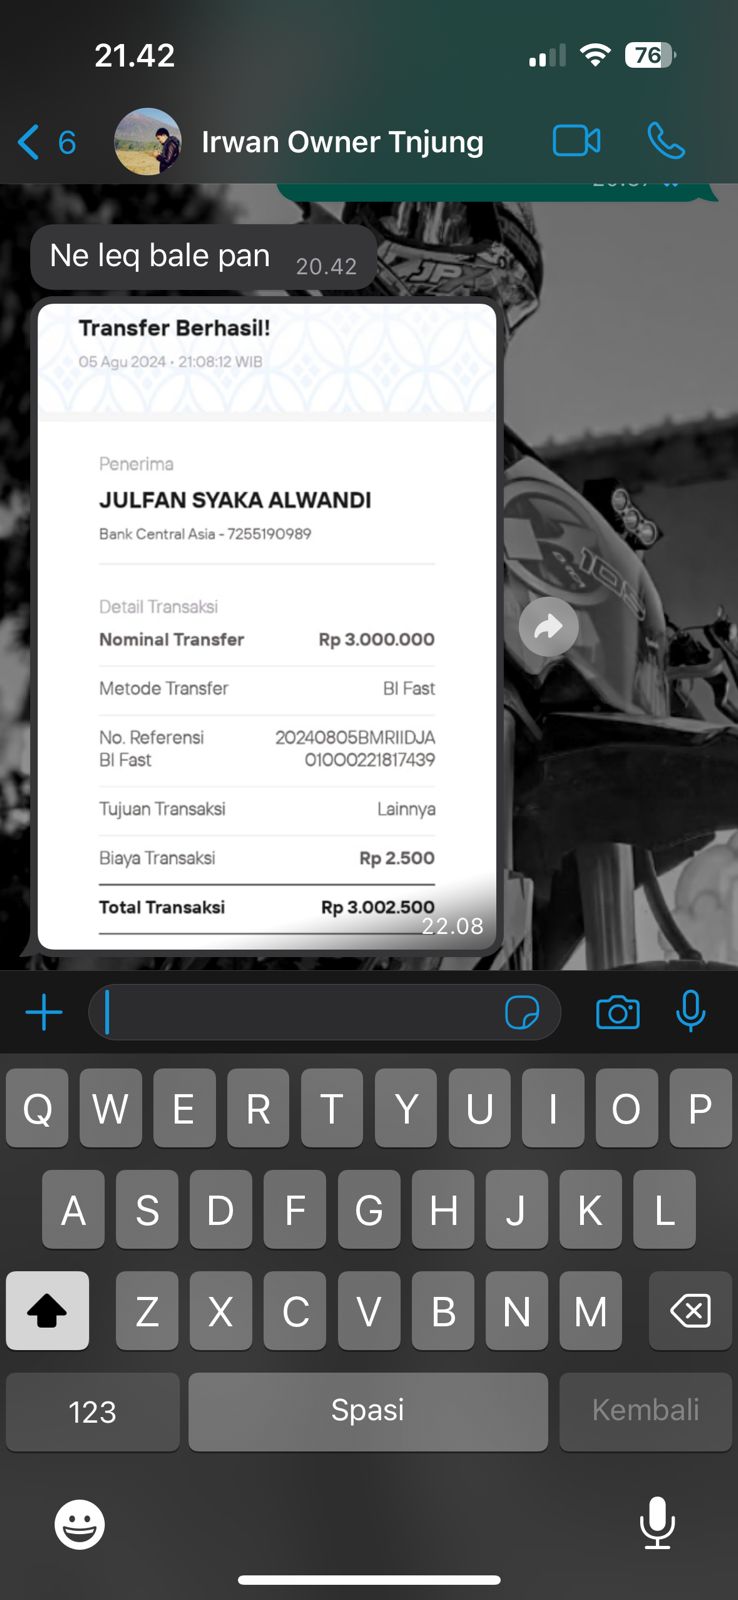 21.42
76
6
Irwan Owner Tnjung
Ne leq bale pan 20.42
Transfer Berhasil!
05 Agu 2024 • 21:08:12 WIB
Penerima
JULFAN SYAKA ALWANDI
Bank Central Asia - 7255190989
Detail Transaksi
Nominal Transfer Rp 3.000.000
Metode Transfer BI Fast
No. Referensi 20240805BMRIIDJA
BI Fast 01000221817439
Tujuan Transaksi Lainnya
Biaya Transaksi Rp 2.500
Total Transaksi Rp 3.002.500
22.08
Q W E R T Y U I O P
A S D F G H J K L
Z X C V B N M
123 Spasi Kembali